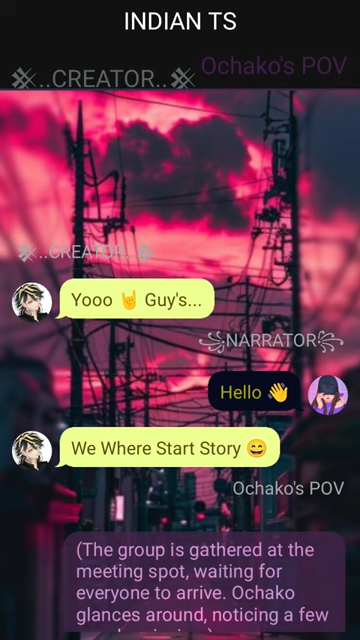 INDIAN TS
Ochako's POV
※..CREATOR..※
※..CREATOR..※
Yooo 🤘 Guy's...
꧁NARRATOR꧂
Hello 👋
We Where Start Story 😄
Ochako's POV
(The group is gathered at the
meeting spot, waiting for
everyone to arrive. Ochako
glances around, noticing a few